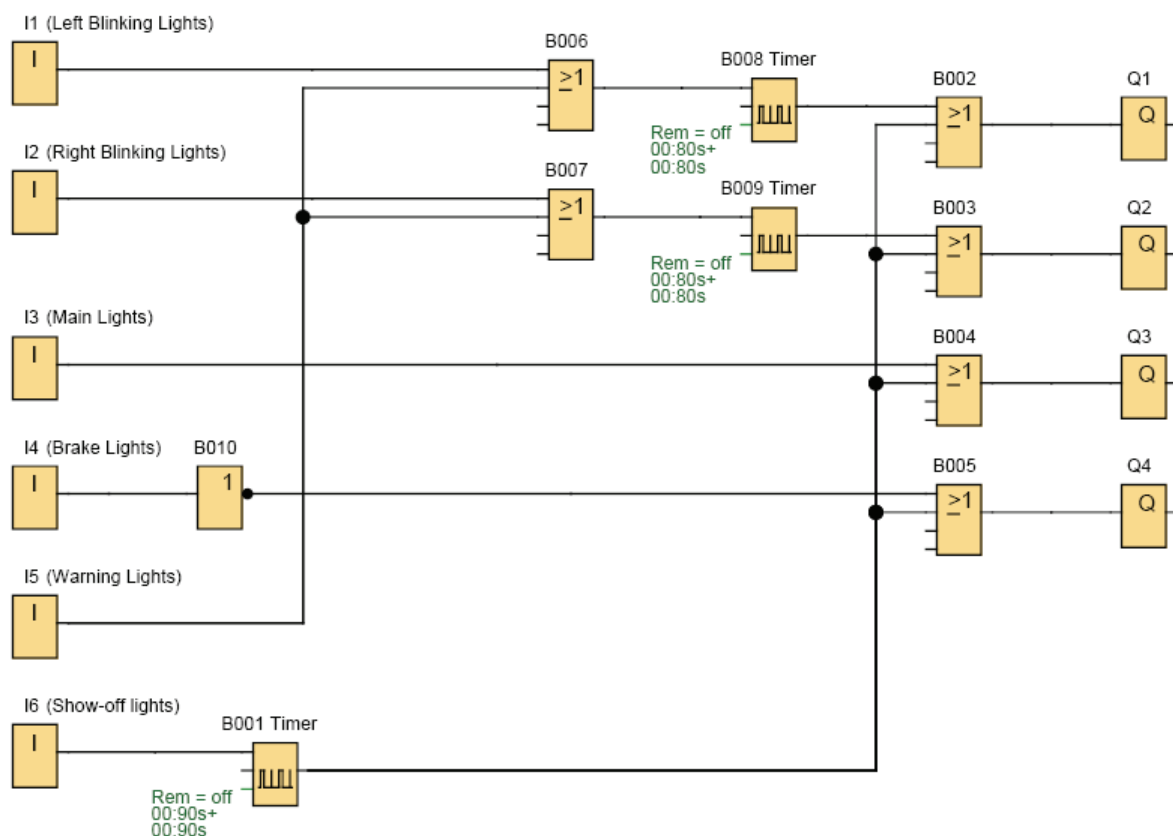 I1 (Left Blinking Lights)
I
B006
≥1
B008 Timer
Rem = off
00:80s+
00:80s
B002
≥1
Q1
Q
I2 (Right Blinking Lights)
I
B007
≥1
B009 Timer
Rem = off
00:80s+
00:80s
B003
≥1
Q2
Q
I3 (Main Lights)
I
B004
≥1
Q3
Q
I4 (Brake Lights)
I
B010
1
B005
≥1
Q4
Q
I5 (Warning Lights)
I
I6 (Show-off lights)
I
B001 Timer
Rem = off
00:90s+
00:90s